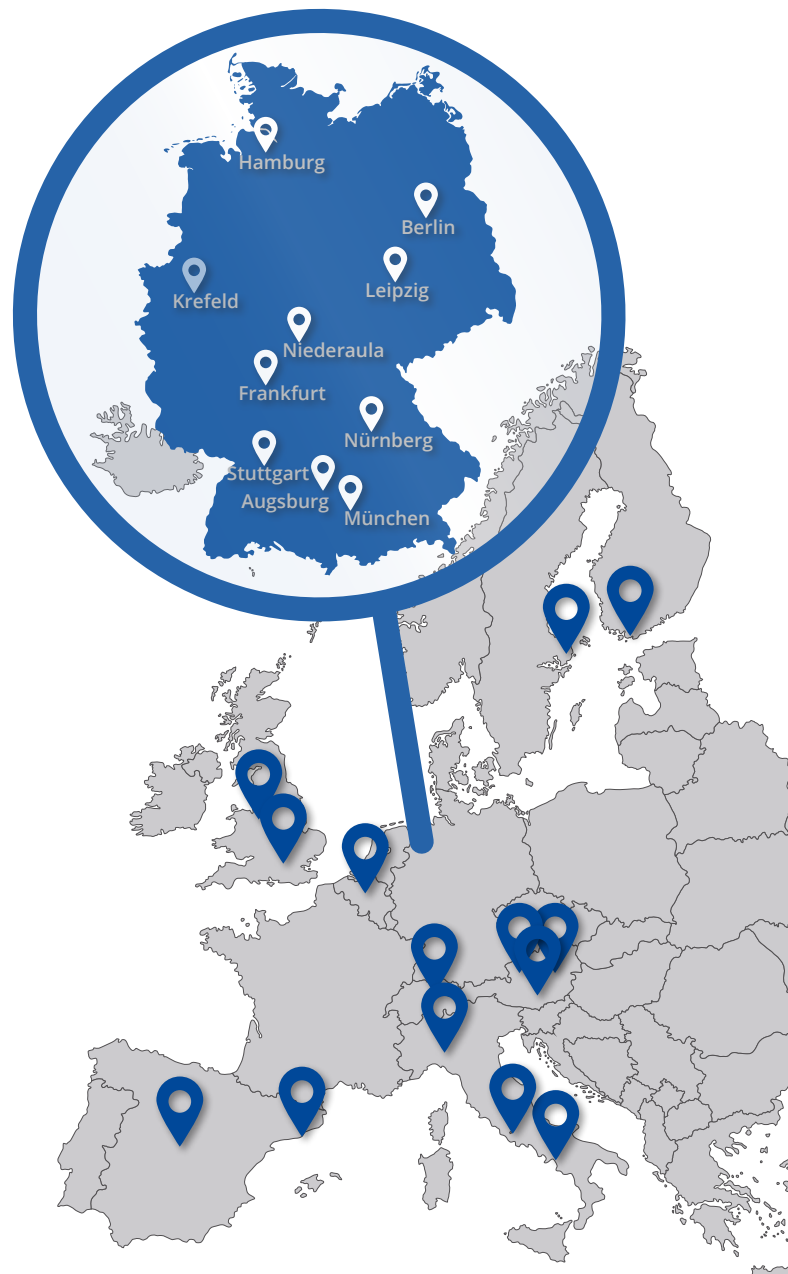 Hamburg
Berlin
Leipzig
Krefeld
Niederaula
Frankfurt
Nürnberg
Stuttgart
Augsburg
München